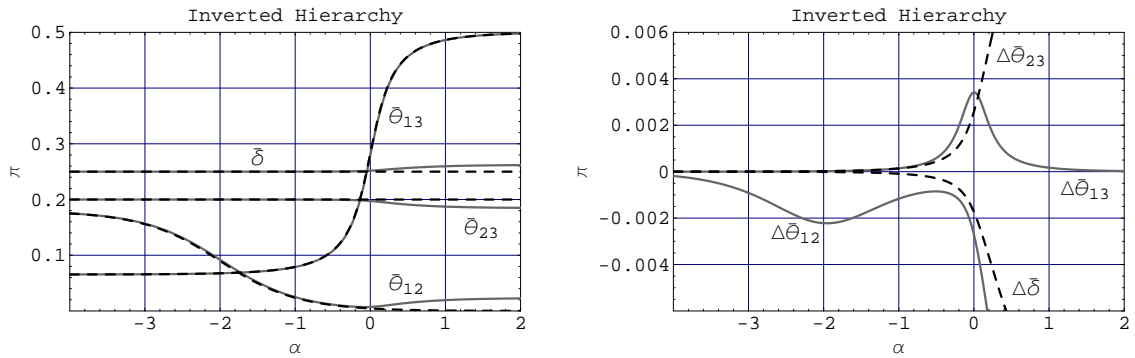 Inverted Hierarchy
0.5
0.4
0.3
0.2
0.1
π
-3
-2
-1
0
1
2
α
θ̄13
δ̄
θ̄23
θ̄12
Inverted Hierarchy
0.006
0.004
0.002
0
-0.002
-0.004
π
-3
-2
-1
0
1
2
α
Δθ̄23
Δθ̄13
Δθ̄12
Δδ̄